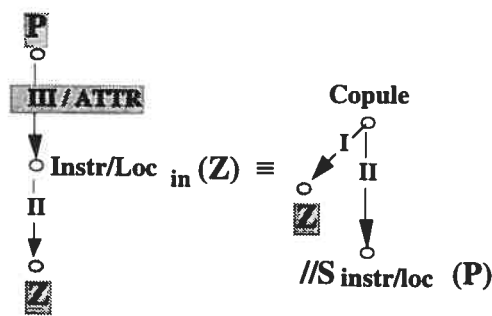 P
III / ATTR
Instr/Loc in (Z) ≡
II
Z
Copule
I
II
Z
//S instr/loc (P)